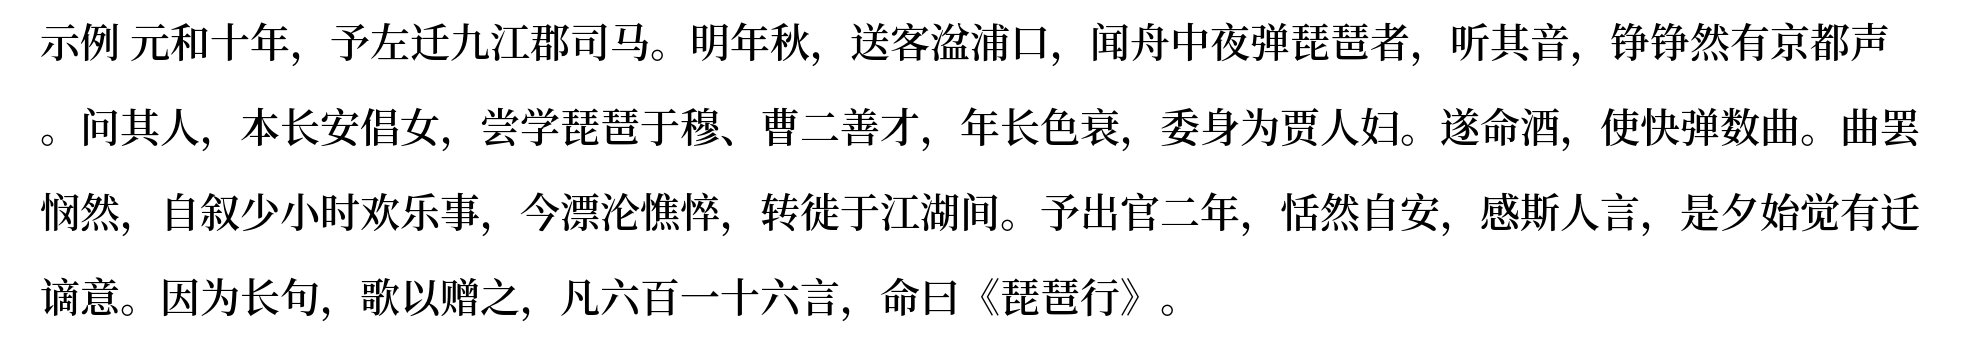 示例 元和十年，予左迁九江郡司马。明年秋，送客湓浦口，闻舟中夜弹琵琶者，听其音，铮铮然有京都声
。问其人，本长安倡女，尝学琵琶于穆、曹二善才，年长色衰，委身为贾人妇。遂命酒，使快弹数曲。曲罢
悯然，自叙少小时欢乐事，今漂沦憔悴，转徙于江湖间。予出官二年，恬然自安，感斯人言，是夕始觉有迁
谪意。因为长句，歌以赠之，凡六百一十六言，命曰《琵琶行》。